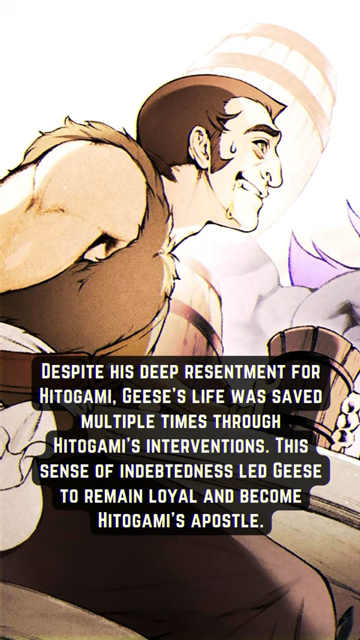 Despite his deep resentment for
Hitogami, Geese's life was saved
multiple times through
Hitogami's interventions. This
sense of indebtedness led Geese
to remain loyal and become
Hitogami's apostle.